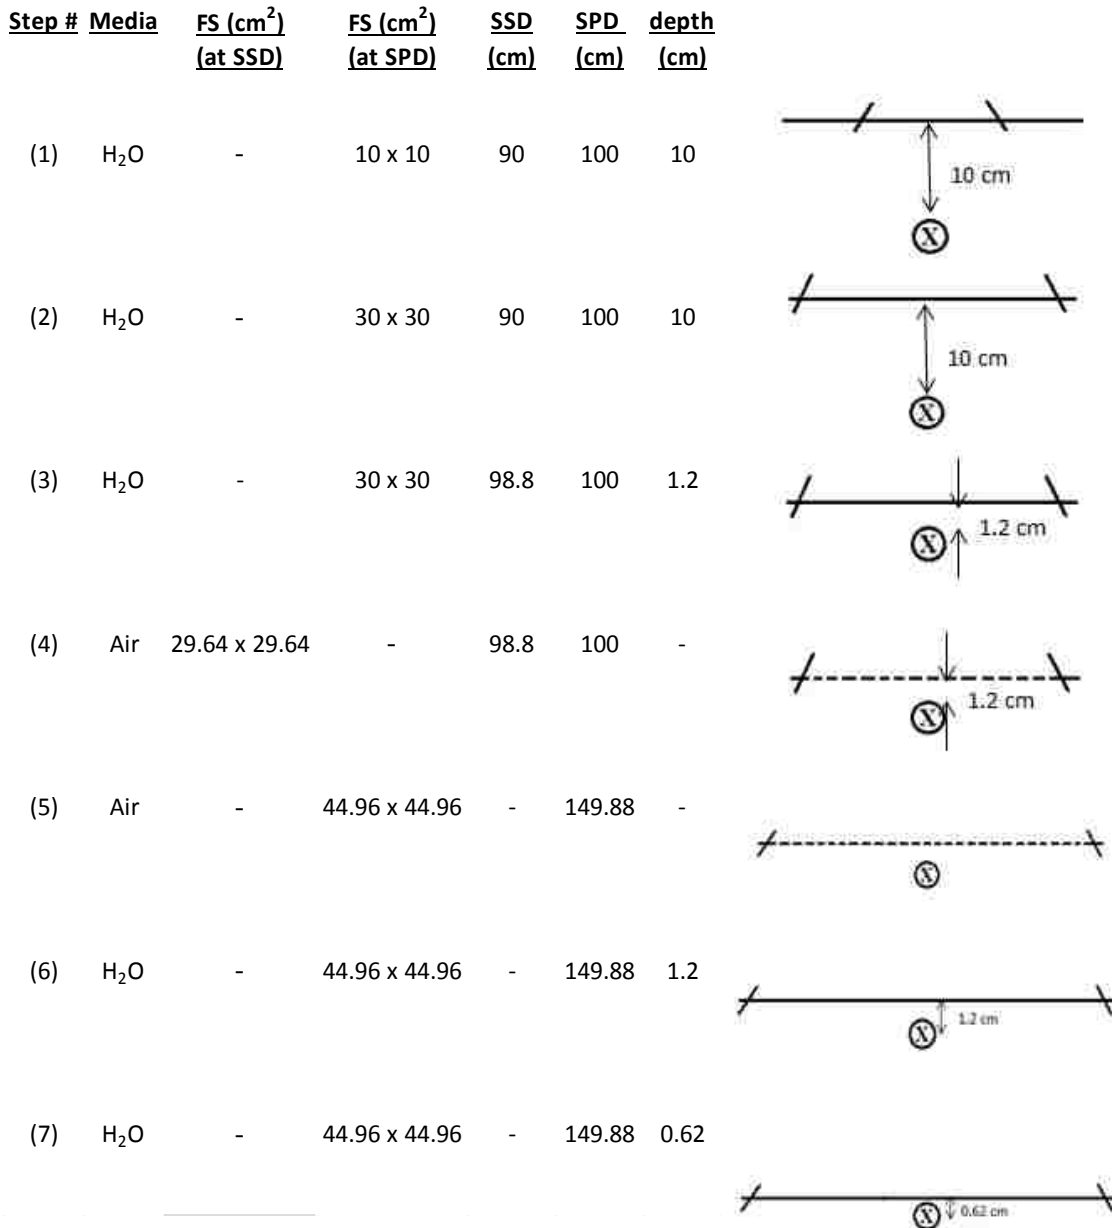 Step # Media FS (cm²) FS (cm²) SSD SPD depth
(at SSD) (at SPD) (cm) (cm) (cm)
(1) H₂O - 10 x 10 90 100 10
10 cm
X
(2) H₂O - 30 x 30 90 100 10
10 cm
X
(3) H₂O - 30 x 30 98.8 100 1.2
1.2 cm
X
(4) Air 29.64 x 29.64 - 98.8 100 -
1.2 cm
X
(5) Air - 44.96 x 44.96 - 149.88 -
X
(6) H₂O - 44.96 x 44.96 - 149.88 1.2
1.2 cm
X
(7) H₂O - 44.96 x 44.96 - 149.88 0.62
0.62 cm
X